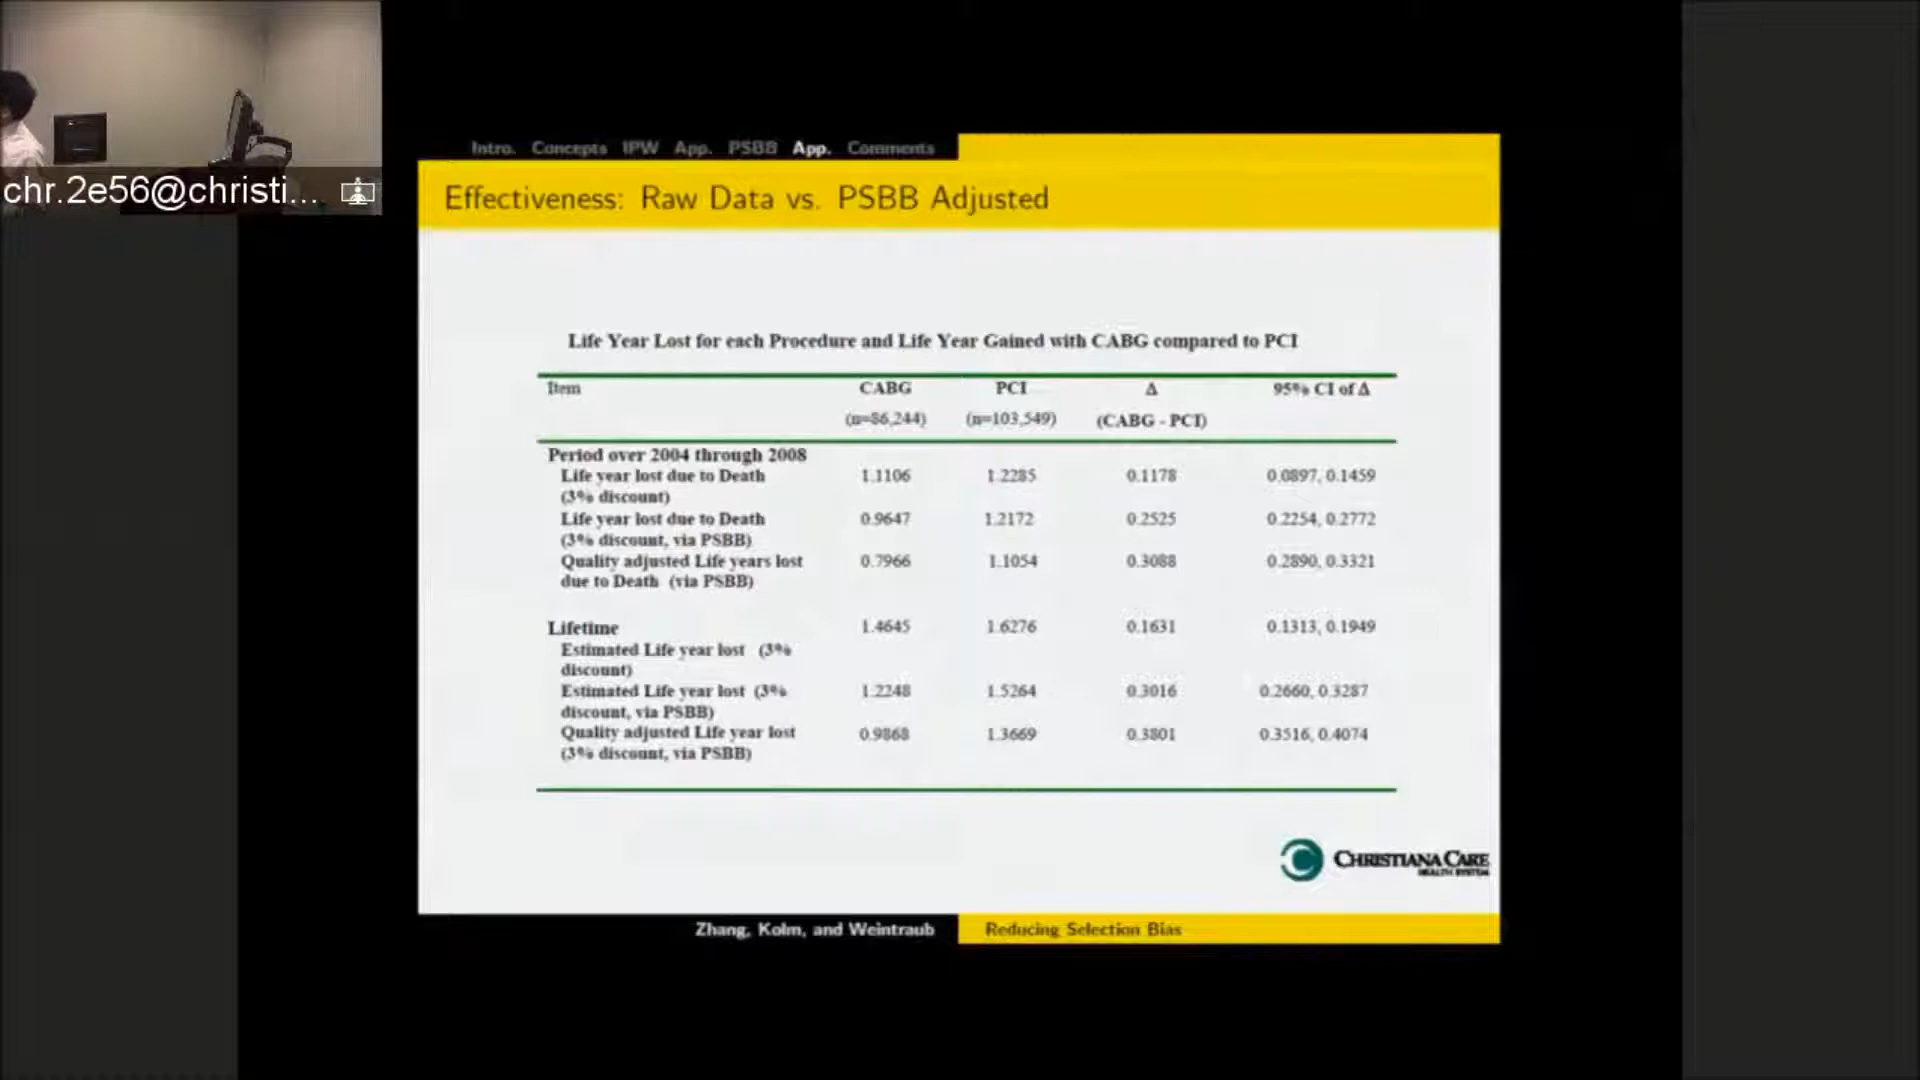 chr.2e56@christi...
Intro. Concepts IPW App. PSBB App. Comments
Effectiveness: Raw Data vs. PSBB Adjusted
Life Year Lost for each Procedure and Life Year Gained with CABG compared to PCI
Item CABG PCI Δ 95% CI of Δ
(n=86,244) (n=103,549) (CABG - PCI)
Period over 2004 through 2008
Life year lost due to Death 1.1106 1.2285 0.1178 0.0897, 0.1459
(3% discount)
Life year lost due to Death 0.9647 1.2172 0.2525 0.2254, 0.2772
(3% discount, via PSBB)
Quality adjusted Life years lost 0.7966 1.1054 0.3088 0.2890, 0.3321
due to Death (via PSBB)
Lifetime 1.4645 1.6276 0.1631 0.1313, 0.1949
Estimated Life year lost (3%
discount)
Estimated Life year lost (3% 1.2248 1.5264 0.3016 0.2660, 0.3287
discount, via PSBB)
Quality adjusted Life year lost 0.9868 1.3669 0.3801 0.3516, 0.4074
(3% discount, via PSBB)
CHRISTIANA CARE
HEALTH SYSTEM
Zhang, Kolm, and Weintraub Reducing Selection Bias